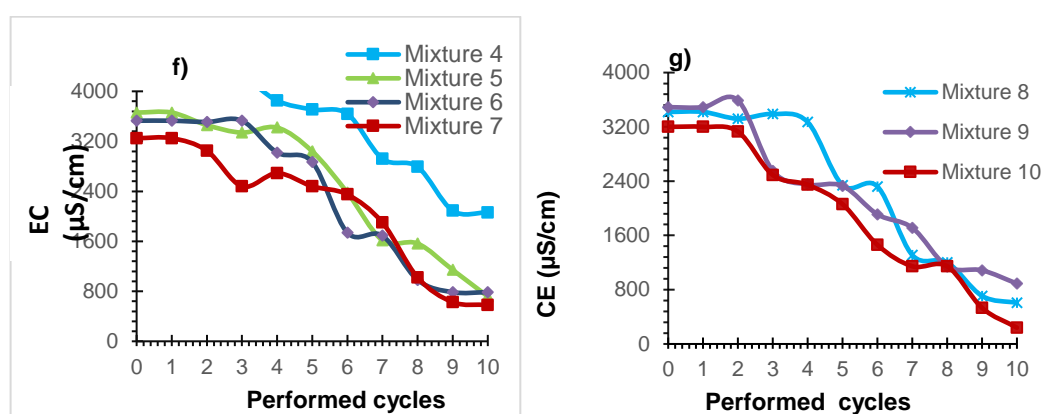 f)
Mixture 4
Mixture 5
Mixture 6
Mixture 7
EC
(µS/cm)
4000
3200
2400
1600
800
0
0 1 2 3 4 5 6 7 8 9 10
Performed cycles
g)
Mixture 8
Mixture 9
Mixture 10
CE (µS/cm)
4000
3200
2400
1600
800
0
0 1 2 3 4 5 6 7 8 9 10
Performed cycles